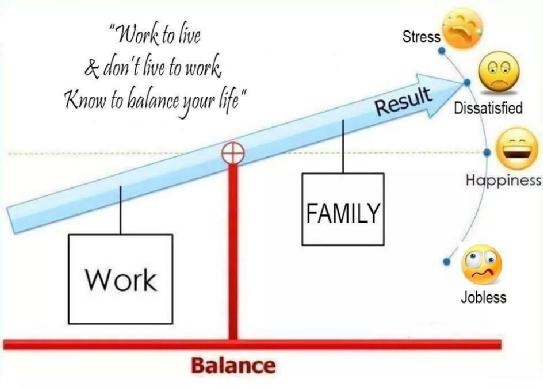 "Work to live
& don't live to work,
Know to balance your life"
Stress
Result
Dissatisfied
Happiness
FAMILY
Work
Jobless
Balance